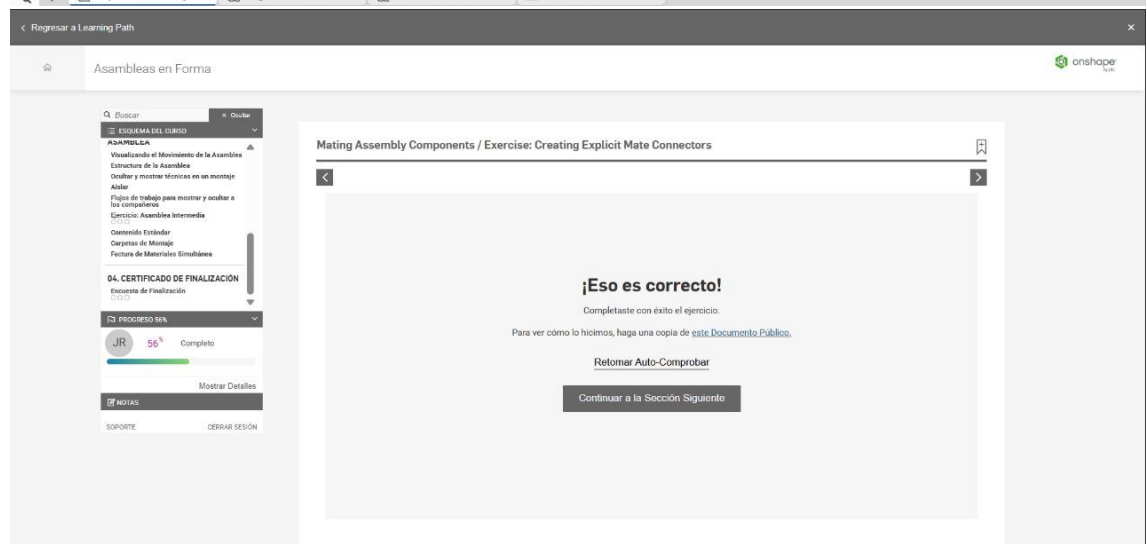 Regresar a Learning Path
Asambleas en Forma
onshape
Buscar
Ocultar
ESQUEMA DEL CURSO
ASAMBLEA
Visualizando el Movimiento de la Asamblea
Estructura de la Asamblea
Ocultar y mostrar técnicas en un montaje
Aislar
Flujos de trabajo para mostrar y ocultar a
los compañeros
Ejercicio: Asamblea Intermedia
Contenido Estándar
Carpetas de Montaje
Factura de Materiales Simultánea
04. CERTIFICADO DE FINALIZACIÓN
Encuesta de Finalización
PROGRESO 56%
JR 56% Completo
Mostrar Detalles
NOTAS
SOPORTE CERRAR SESIÓN
Mating Assembly Components / Exercise: Creating Explicit Mate Connectors
¡Eso es correcto!
Completaste con éxito el ejercicio.
Para ver cómo lo hicimos, haga una copia de este Documento Público.
Retomar Auto-Comprobar
Continuar a la Sección Siguiente